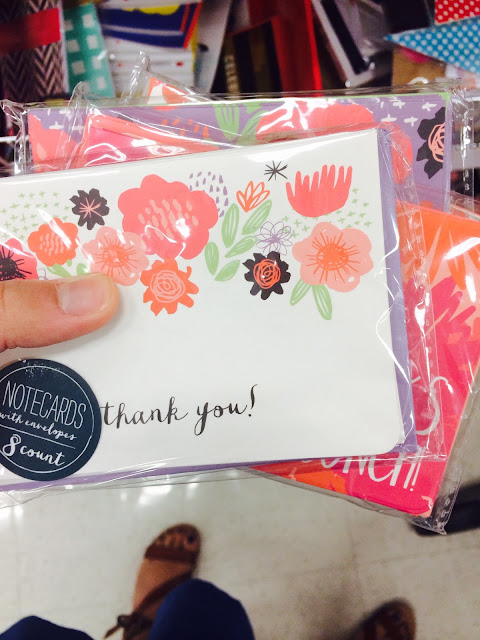 NOTECARDS
with envelopes
8 count
thank you!